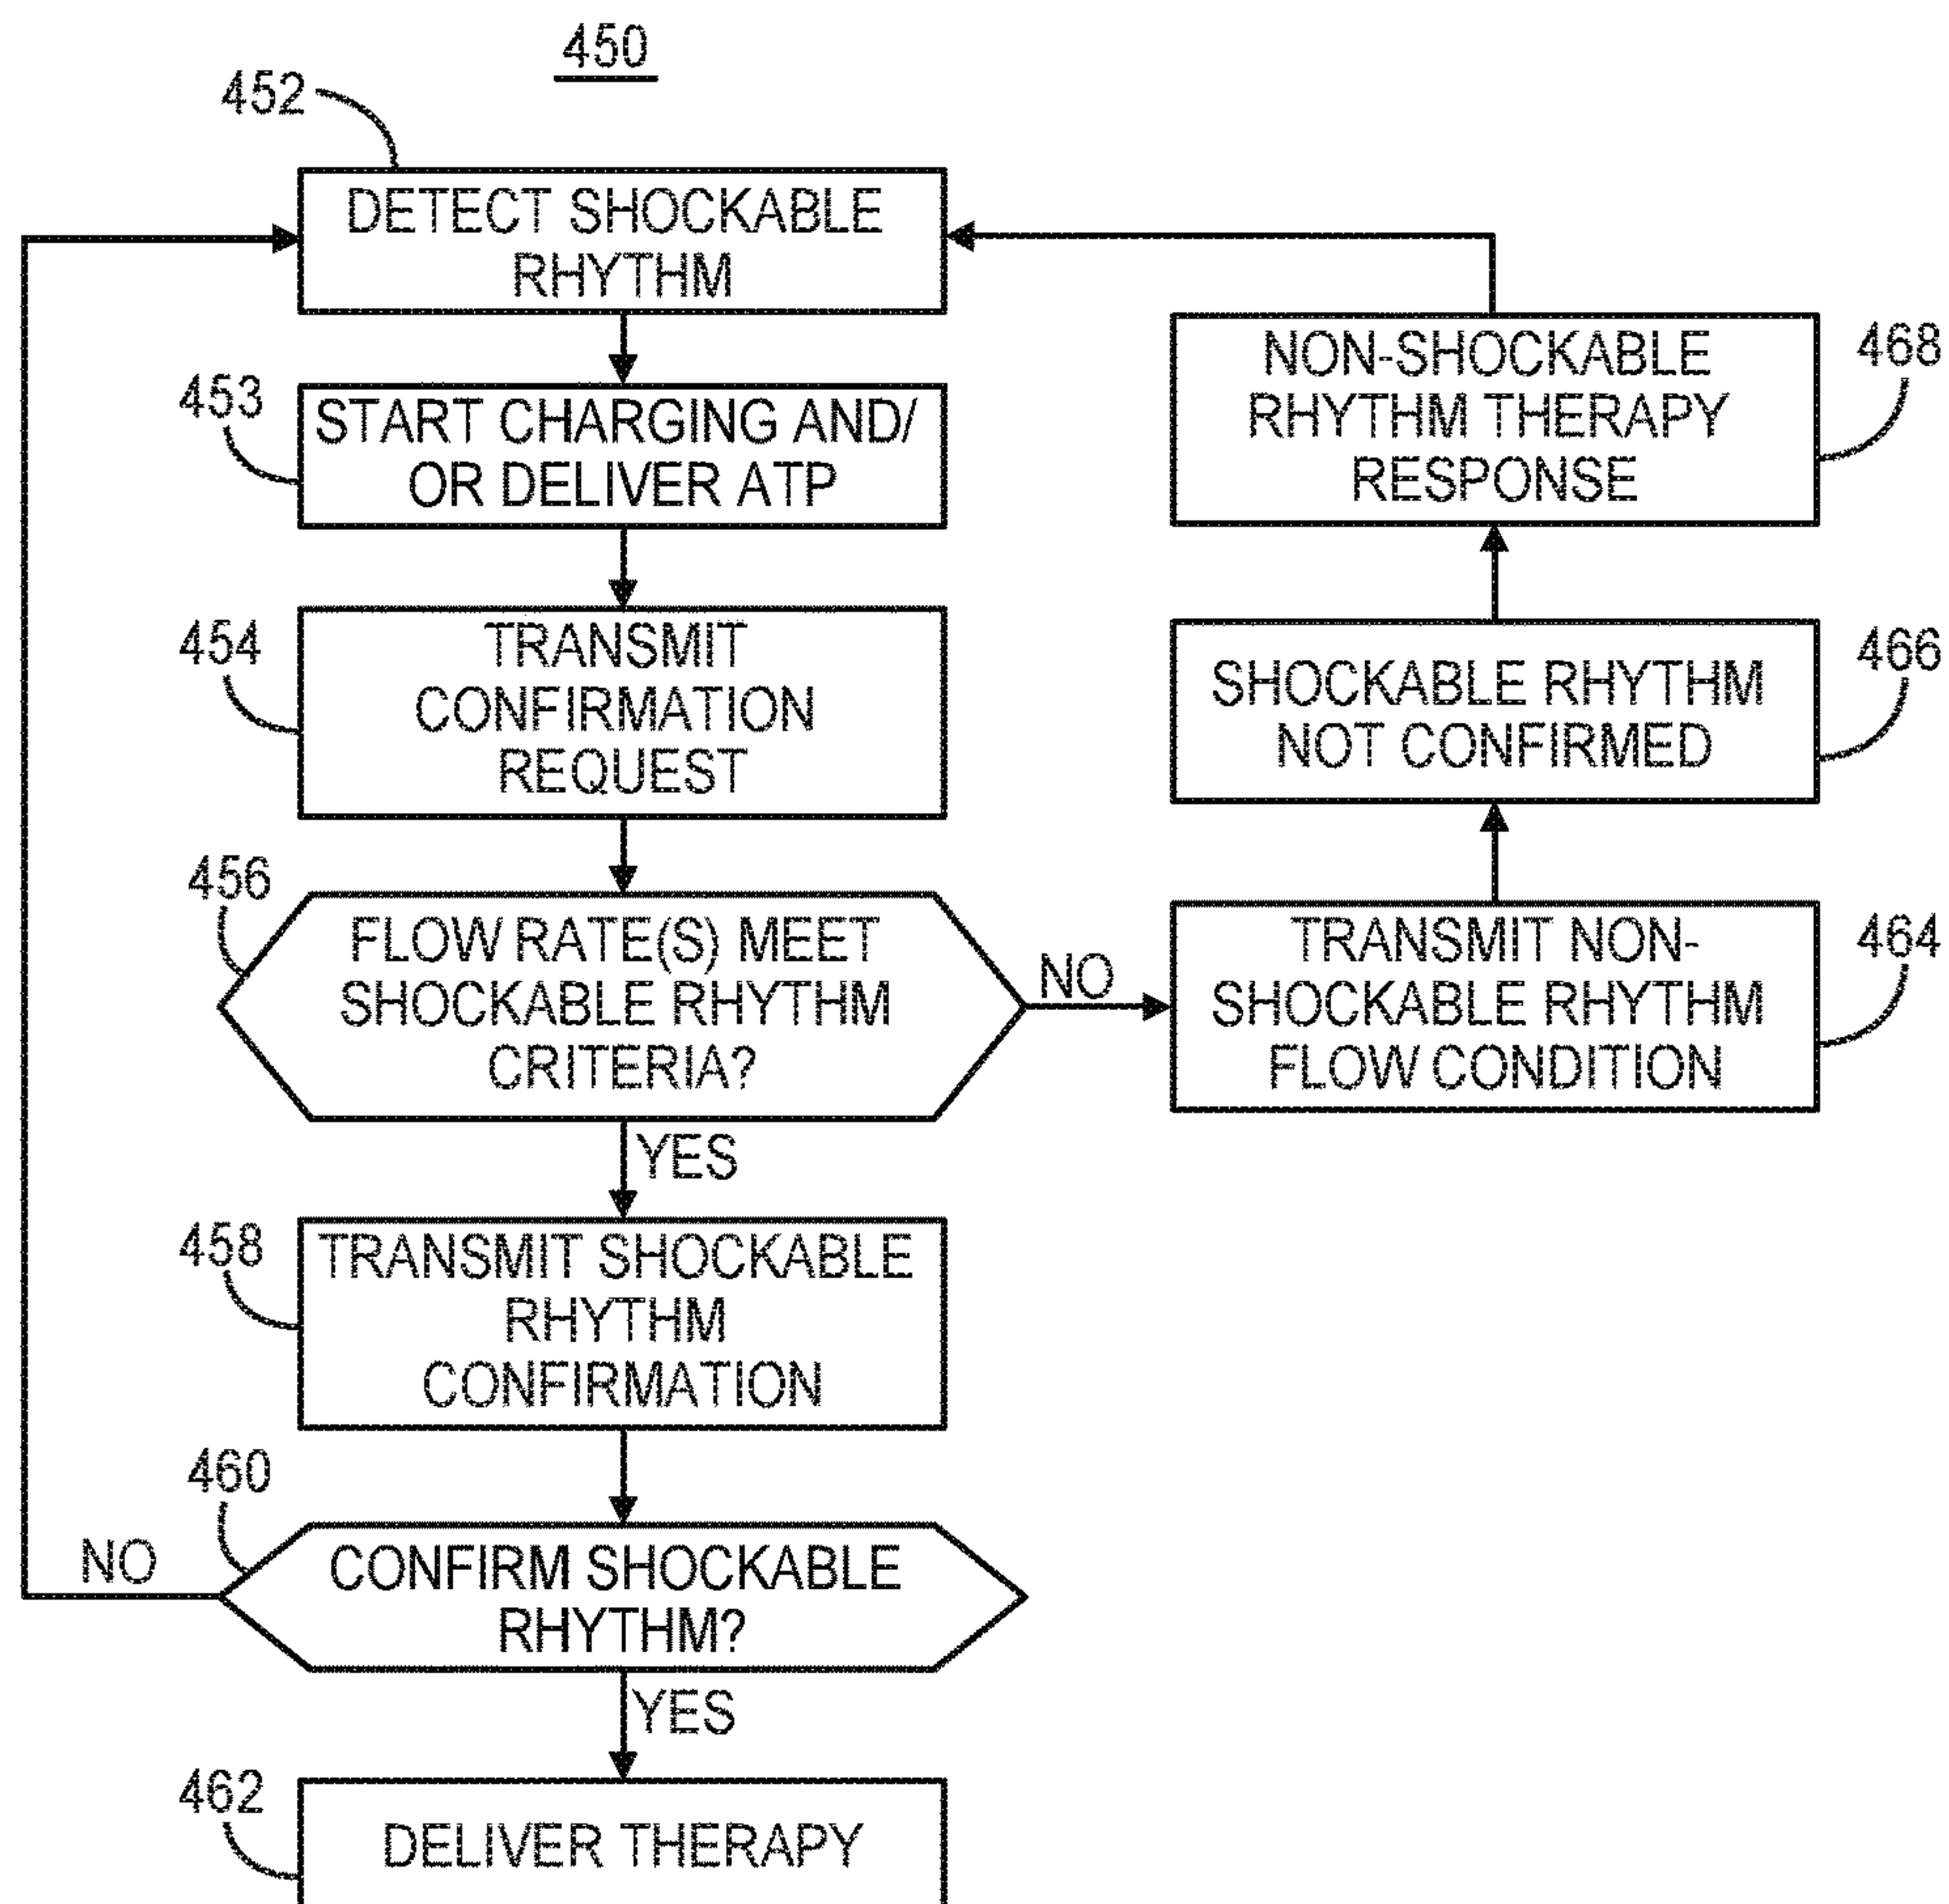 450
452
DETECT SHOCKABLE
RHYTHM
453
START CHARGING AND/
OR DELIVER ATP
454
TRANSMIT
CONFIRMATION
REQUEST
456
FLOW RATE(S) MEET
SHOCKABLE RHYTHM
CRITERIA?
NO
YES
458
TRANSMIT SHOCKABLE
RHYTHM
CONFIRMATION
460
NO
CONFIRM SHOCKABLE
RHYTHM?
YES
462
DELIVER THERAPY
468
NON-SHOCKABLE
RHYTHM THERAPY
RESPONSE
466
SHOCKABLE RHYTHM
NOT CONFIRMED
464
TRANSMIT NON-
SHOCKABLE RHYTHM
FLOW CONDITION